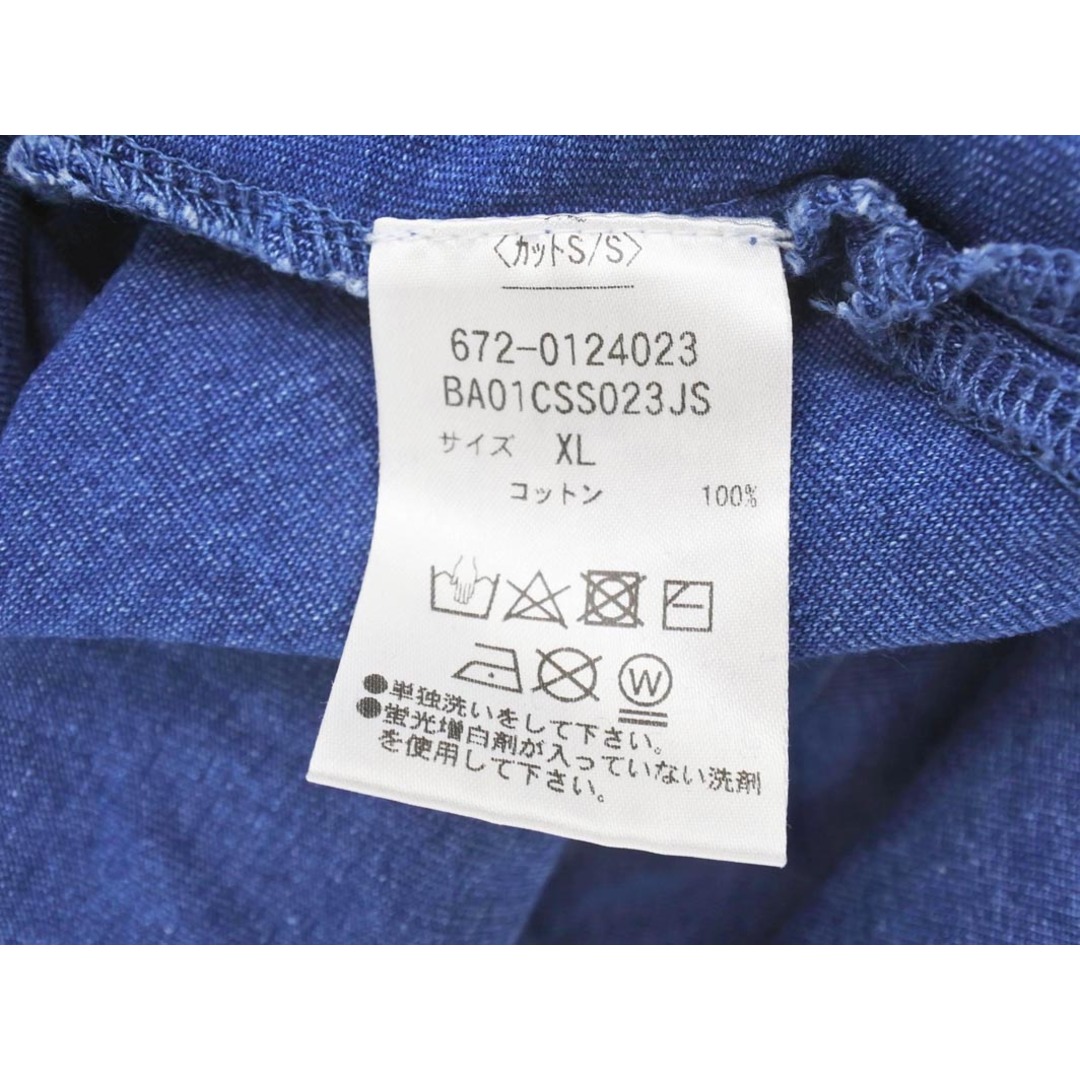 〈カットS/S〉
672-0124023
BA01CSS023JS
サイズ XL
コットン 100%
W
●単独洗いをして下さい。
●蛍光増白剤が入っていない洗剤
を使用して下さい。